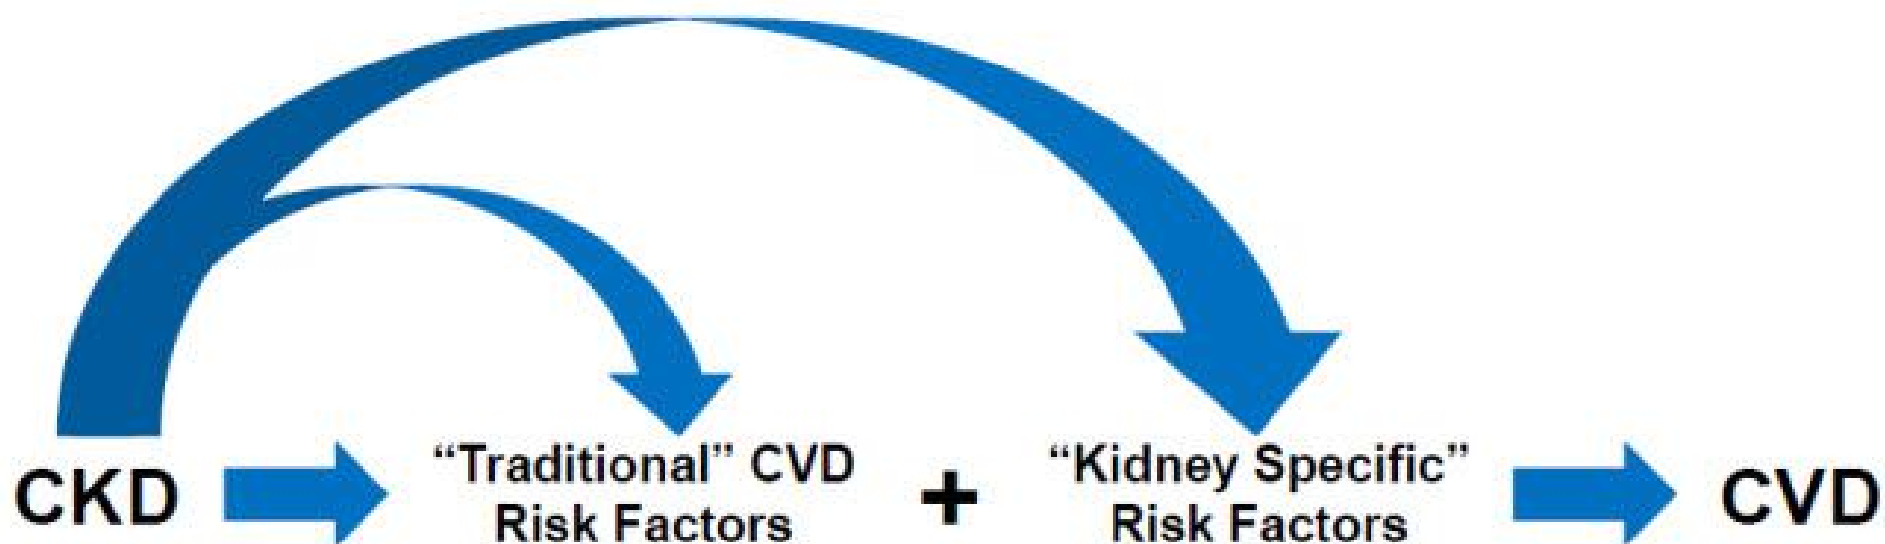 CKD
“Traditional” CVD
Risk Factors
+
“Kidney Specific”
Risk Factors
CVD